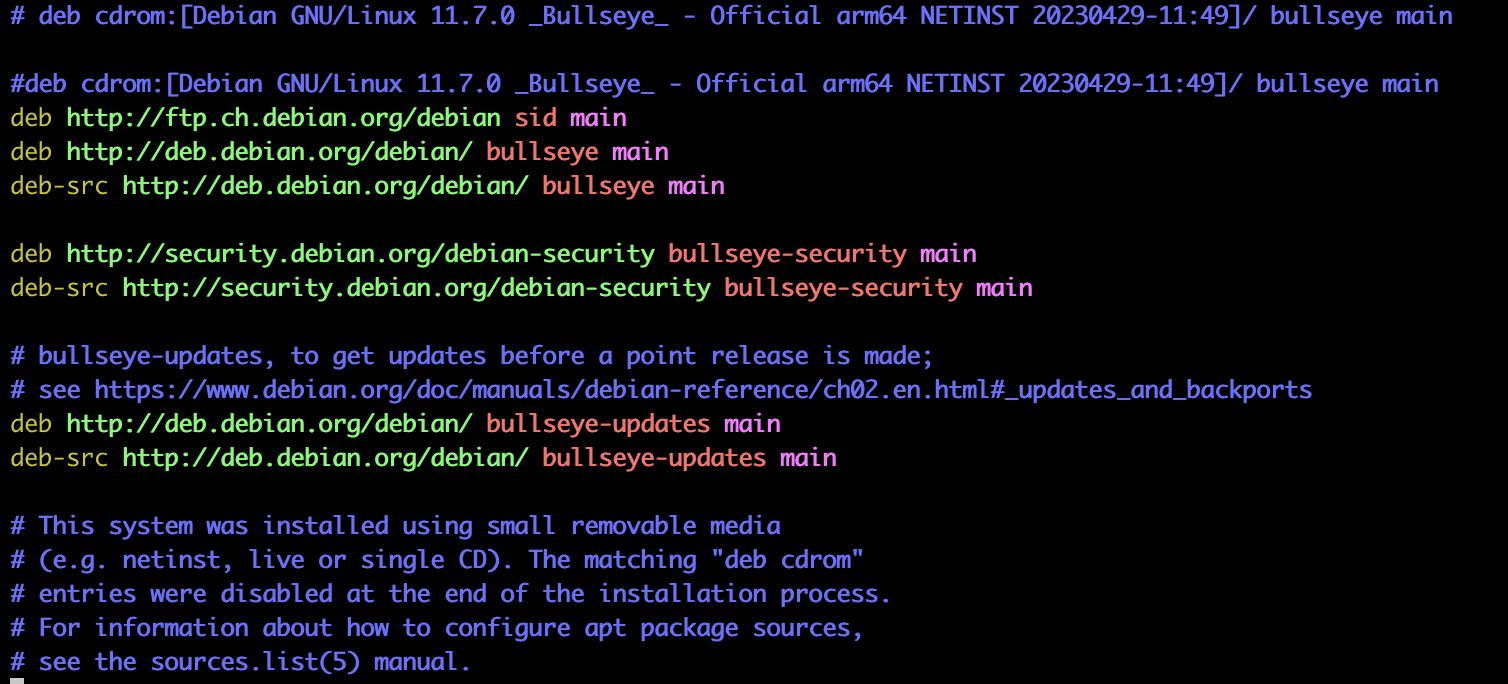 # deb cdrom:[Debian GNU/Linux 11.7.0 _Bullseye_ - Official arm64 NETINST 20230429-11:49]/ bullseye main
#deb cdrom:[Debian GNU/Linux 11.7.0 _Bullseye_ - Official arm64 NETINST 20230429-11:49]/ bullseye main
deb http://ftp.ch.debian.org/debian sid main
deb http://deb.debian.org/debian/ bullseye main
deb-src http://deb.debian.org/debian/ bullseye main
deb http://security.debian.org/debian-security bullseye-security main
deb-src http://security.debian.org/debian-security bullseye-security main
# bullseye-updates, to get updates before a point release is made;
# see https://www.debian.org/doc/manuals/debian-reference/ch02.en.html#_updates_and_backports
deb http://deb.debian.org/debian/ bullseye-updates main
deb-src http://deb.debian.org/debian/ bullseye-updates main
# This system was installed using small removable media
# (e.g. netinst, live or single CD). The matching "deb cdrom"
# entries were disabled at the end of the installation process.
# For information about how to configure apt package sources,
# see the sources.list(5) manual.